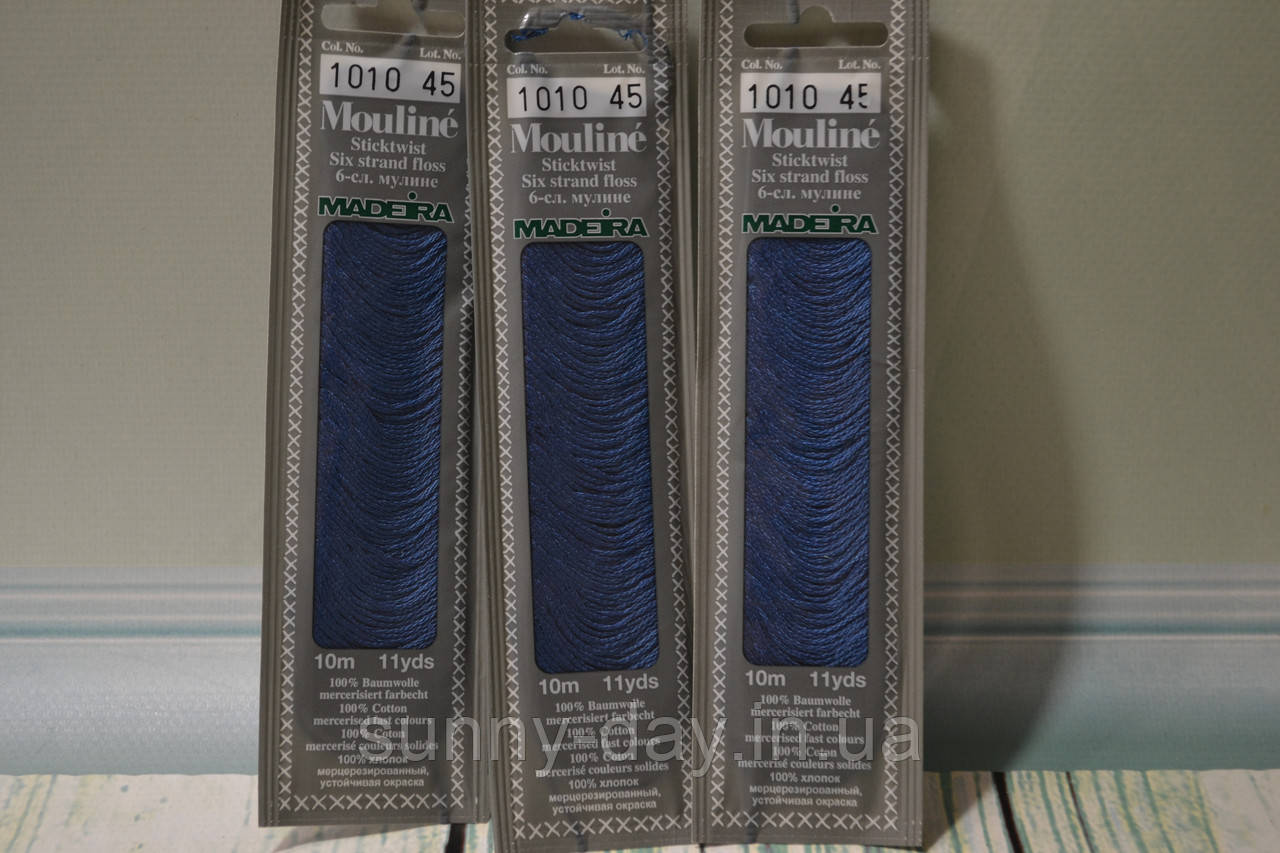 Col. No. Lot. No.
1010 45
Mouliné
Sticktwist
Six strand floss
6-сл. мулине
MADEIRA
10m 11yds
100% Baumwolle
mercerisiert farbecht
100% Cotton
mercerised fast colours
100% Coton
mercerisé couleurs solides
100% хлопок
мерцеризированный,
устойчивая окраска
Col. No. Lot. No.
1010 45
Mouliné
Sticktwist
Six strand floss
6-сл. мулине
MADEIRA
10m 11yds
100% Baumwolle
mercerisiert farbecht
100% Cotton
mercerised fast colours
100% Coton
mercerisé couleurs solides
100% хлопок
мерцеризированный,
устойчивая окраска
Col. No. Lot. No.
1010 45
Mouliné
Sticktwist
Six strand floss
6-сл. мулине
MADEIRA
10m 11yds
100% Baumwolle
mercerisiert farbecht
100% Cotton
mercerised fast colours
100% Coton
mercerisé couleurs solides
100% хлопок
мерцеризированный,
устойчивая окраска
sunny-day.in.ua